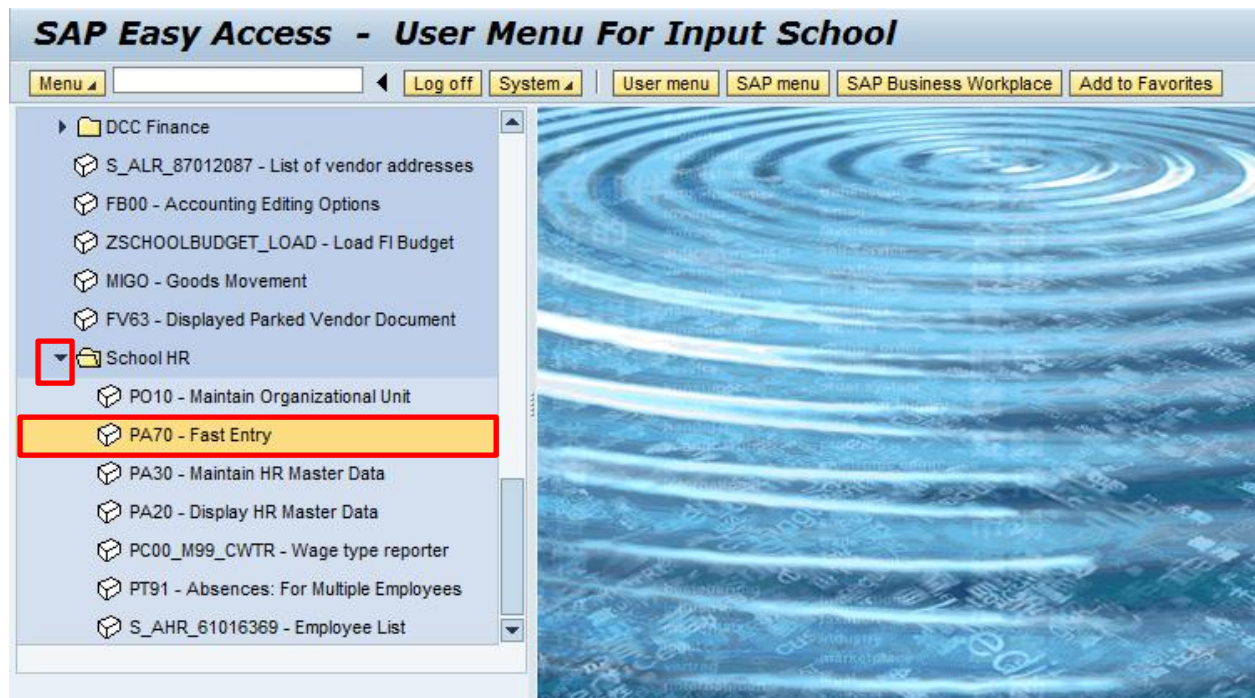 SAP Easy Access - User Menu For Input School
Menu Log off System User menu SAP menu SAP Business Workplace Add to Favorites
DCC Finance
S_ALR_87012087 - List of vendor addresses
FB00 - Accounting Editing Options
ZSCHOOLBUDGET_LOAD - Load FI Budget
MIGO - Goods Movement
FV63 - Displayed Parked Vendor Document
School HR
PO10 - Maintain Organizational Unit
PA70 - Fast Entry
PA30 - Maintain HR Master Data
PA20 - Display HR Master Data
PC00_M99_CWTR - Wage type reporter
PT91 - Absences: For Multiple Employees
S_AHR_61016369 - Employee List